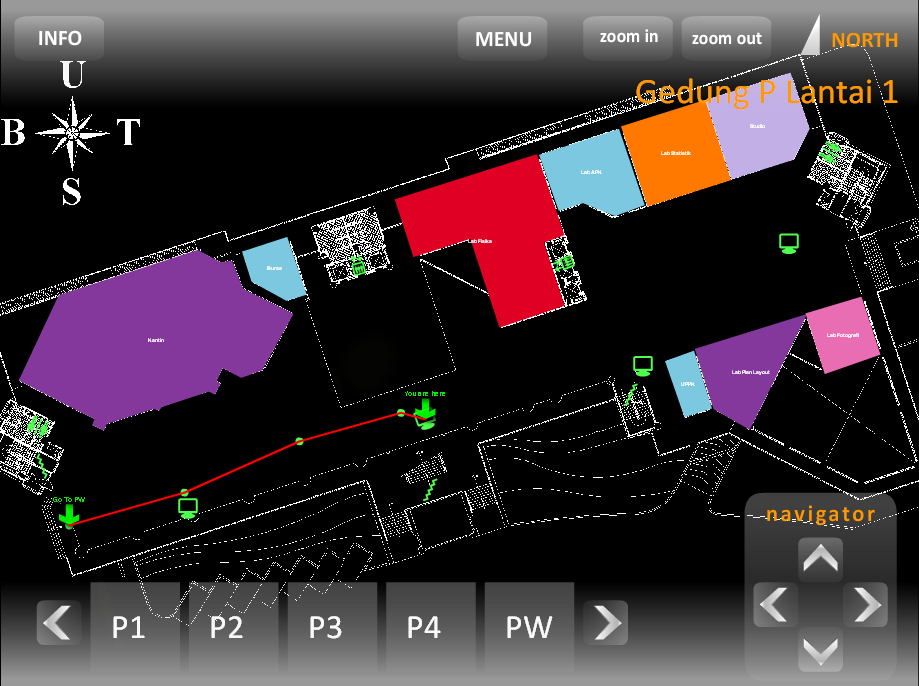 INFO
MENU
zoom in
zoom out
NORTH
U
B
T
S
Gedung P Lantai 1
Studio
Lab Statistik
Lab APK
Lab Fisika
Bursa
Kantin
Lab Fotografi
Lab Plan Layout
UPPK
You are here
Go To PW
navigator
P1
P2
P3
P4
PW